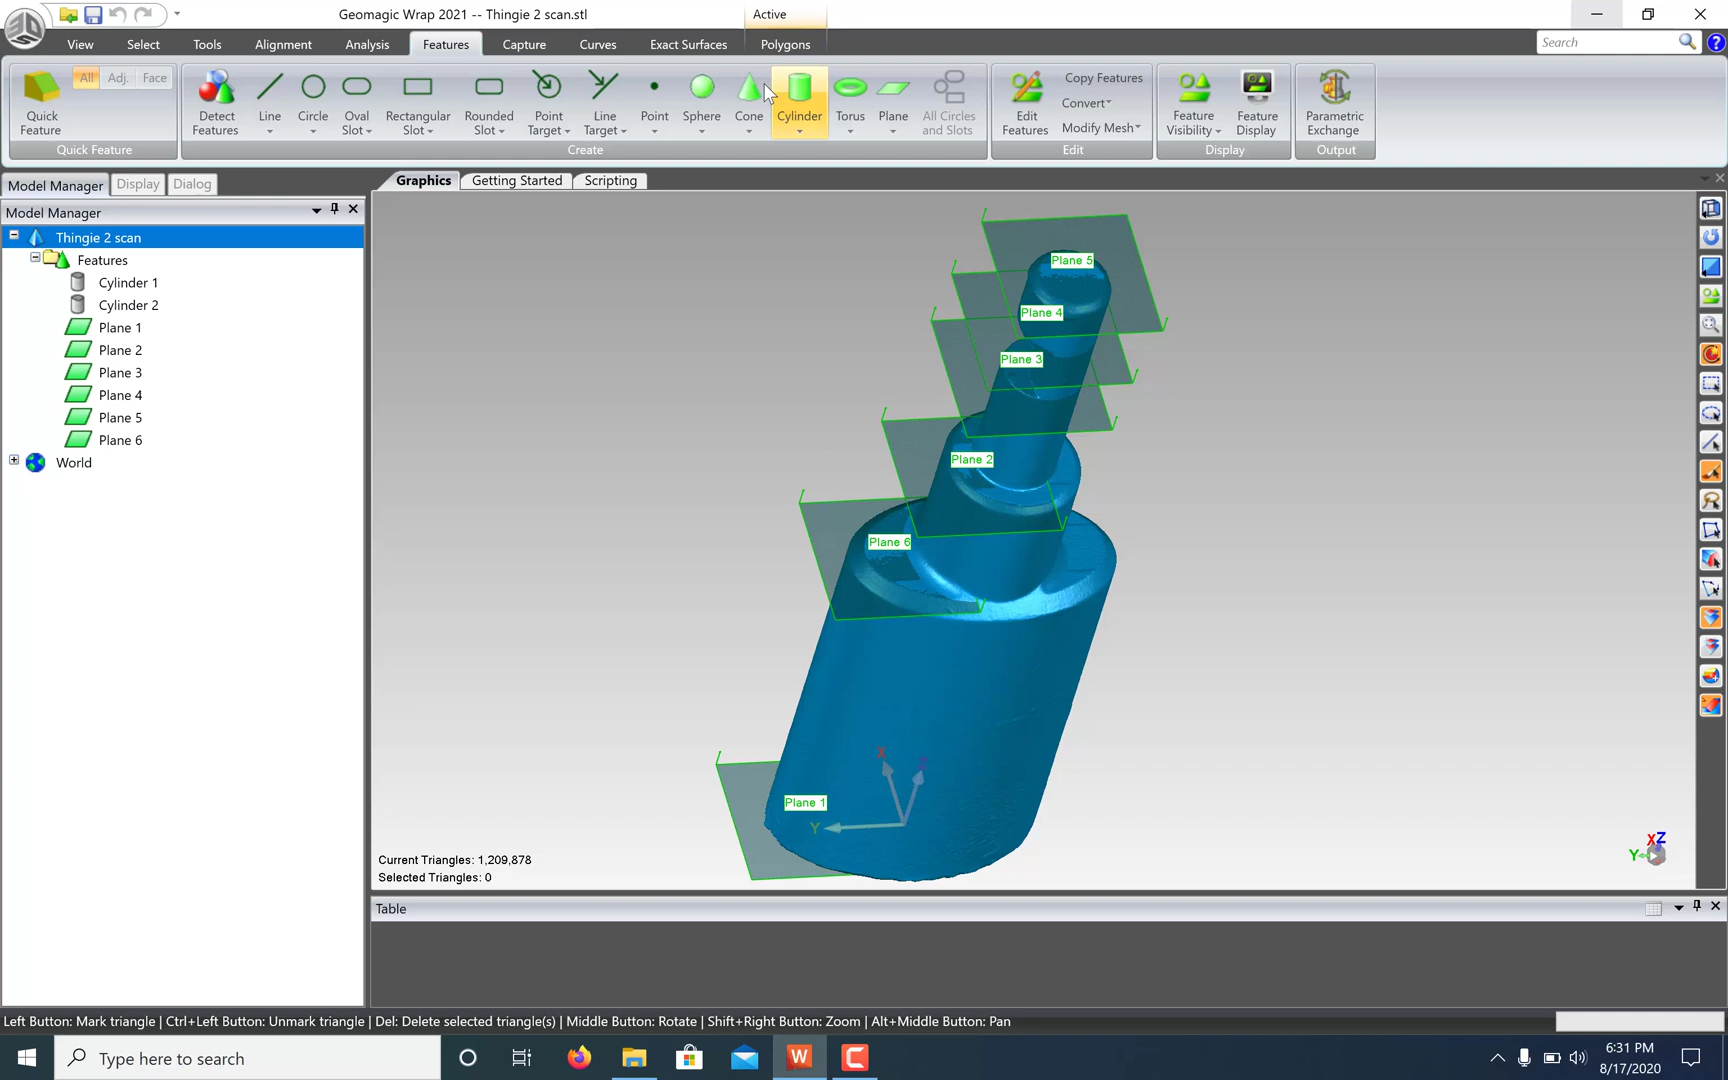 Geomagic Wrap 2021 -- Thingie 2 scan.stl
Active
View
Select
Tools
Alignment
Analysis
Features
Capture
Curves
Exact Surfaces
Polygons
Search
?
All
Adj.
Face
Quick
Feature
Quick Feature
Detect
Features
Line
Circle
Oval
Slot
Rectangular
Slot
Rounded
Slot
Point
Target
Line
Target
Point
Sphere
Cone
Cylinder
Torus
Plane
All Circles
and Slots
Create
Edit
Features
Copy Features
Convert
Modify Mesh
Edit
Feature
Visibility
Feature
Display
Display
Parametric
Exchange
Output
Model Manager
Display
Dialog
Graphics
Getting Started
Scripting
Model Manager
Thingie 2 scan
Features
Cylinder 1
Cylinder 2
Plane 1
Plane 2
Plane 3
Plane 4
Plane 5
Plane 6
World
Plane 5
Plane 4
Plane 3
Plane 2
Plane 6
Plane 1
X
Z
Y
X
Z
Y
Current Triangles: 1,209,878
Selected Triangles: 0
Table
Left Button: Mark triangle | Ctrl+Left Button: Unmark triangle | Del: Delete selected triangle(s) | Middle Button: Rotate | Shift+Right Button: Zoom | Alt+Middle Button: Pan
Type here to search
W
C
6:31 PM
8/17/2020